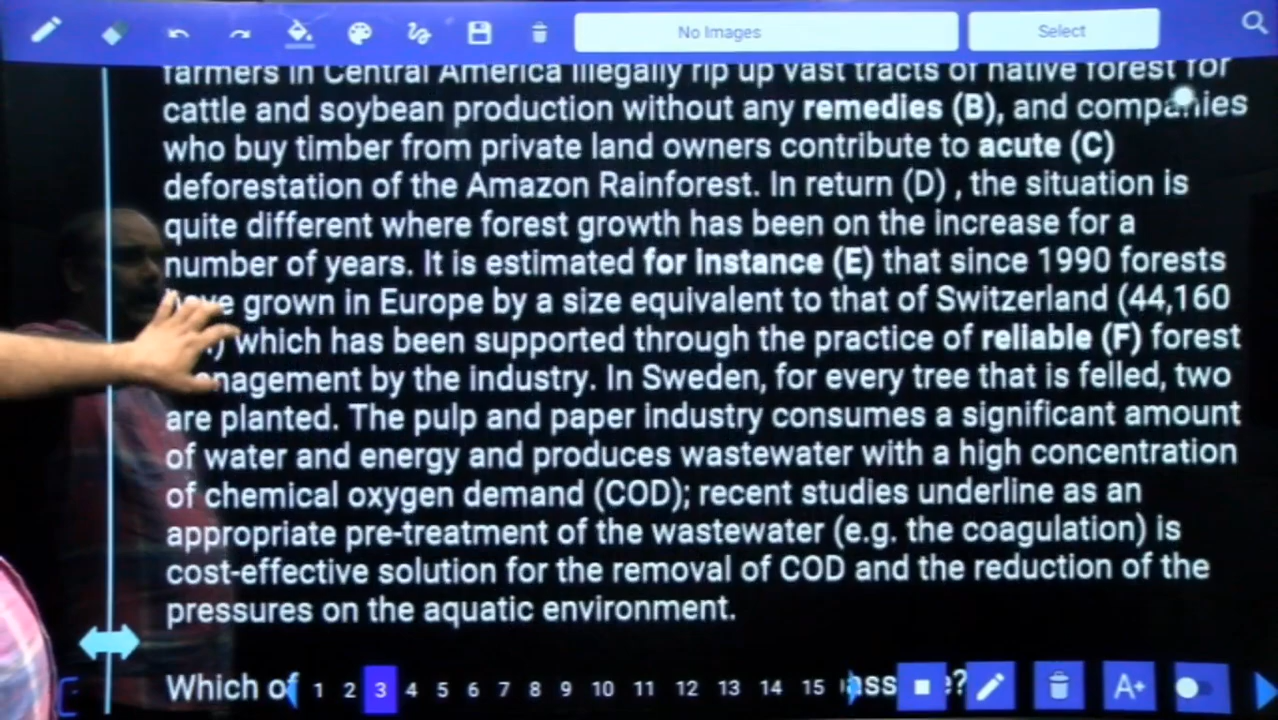 No Images
Select
farmers in Central America illegally rip up vast tracts of native forest for
cattle and soybean production without any remedies (B), and companies
who buy timber from private land owners contribute to acute (C)
deforestation of the Amazon Rainforest. In return (D) , the situation is
quite different where forest growth has been on the increase for a
number of years. It is estimated for instance (E) that since 1990 forests
grown in Europe by a size equivalent to that of Switzerland (44,160
which has been supported through the practice of reliable (F) forest
by the industry. In Sweden, for every tree that is felled, two
are planted. The pulp and paper industry consumes a significant amount
of water and energy and produces wastewater with a high concentration
of chemical oxygen demand (COD); recent studies underline as an
appropriate pre-treatment of the wastewater (e.g. the coagulation) is
cost-effective solution for the removal of COD and the reduction of the
pressures on the aquatic environment.
Which of
1 2 3 4 5 6 7 8 9 10 11 12 13 14 15
A+